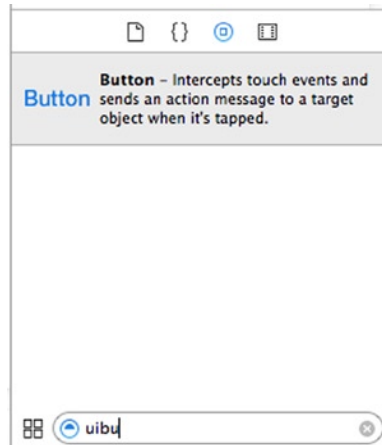 Button – Intercepts touch events and
Button sends an action message to a target
object when it's tapped.
uibu